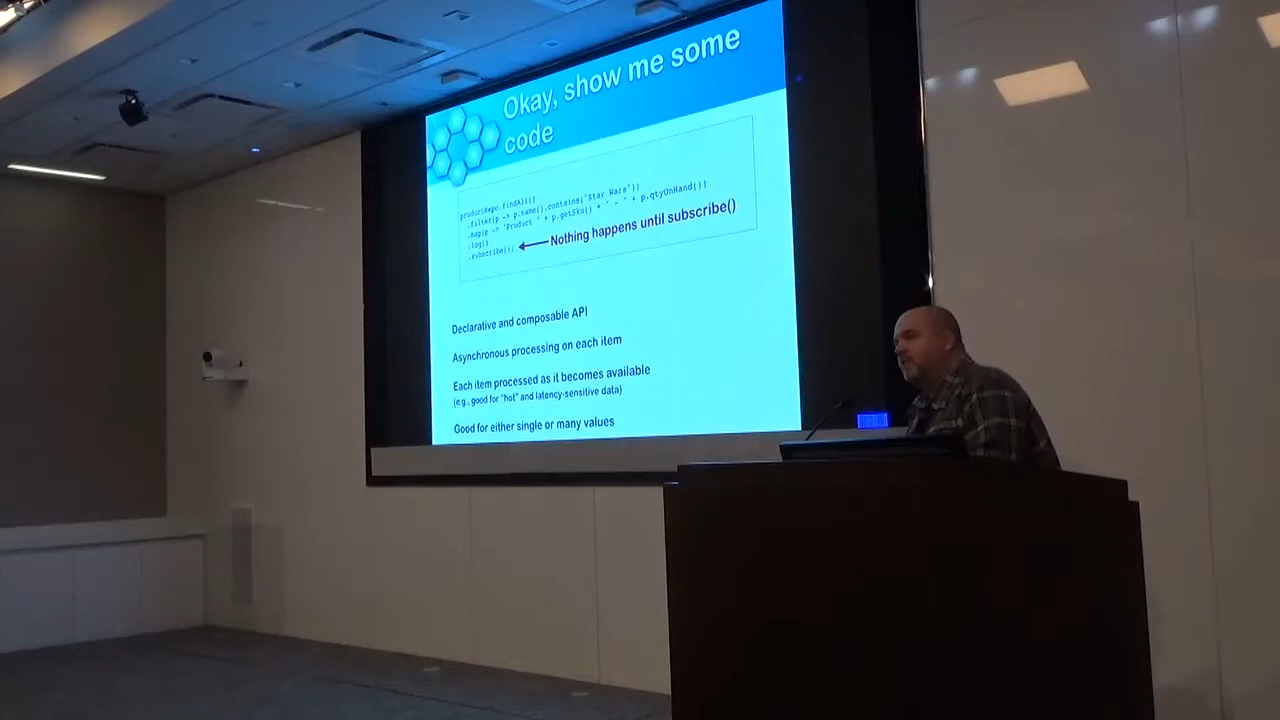 Okay, show me some
code
productRepo.findAll()
.filter(p -> p.name().contains("Star Wars"))
.map(p -> "Product " + p.getSku() + " - " + p.qtyOnHand())
.log()
.subscribe();
Nothing happens until subscribe()
Declarative and composable API
Asynchronous processing on each item
Each item processed as it becomes available
(e.g., good for "hot" and latency-sensitive data)
Good for either single or many values